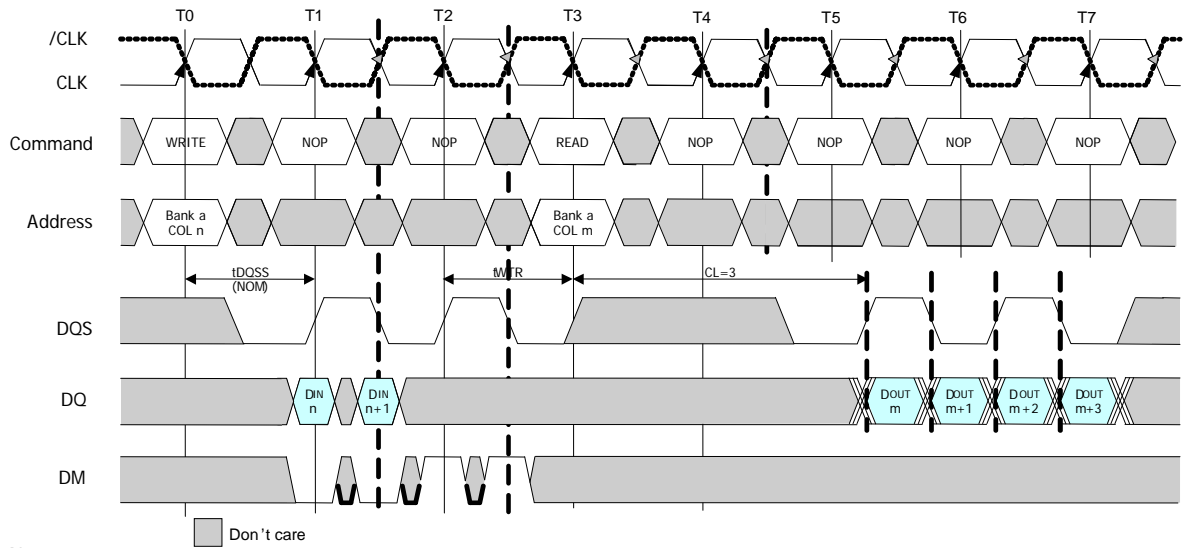 T0 T1 T2 T3 T4 T5 T6 T7
/CLK
CLK
Command WRITE NOP NOP READ NOP NOP NOP NOP
Address Bank a COL n Bank a COL m
tDQSS (NOM) tWTR CL=3
DQS
DQ DIN n DIN n+1 DOUT m DOUT m+1 DOUT m+2 DOUT m+3
DM
Don't care